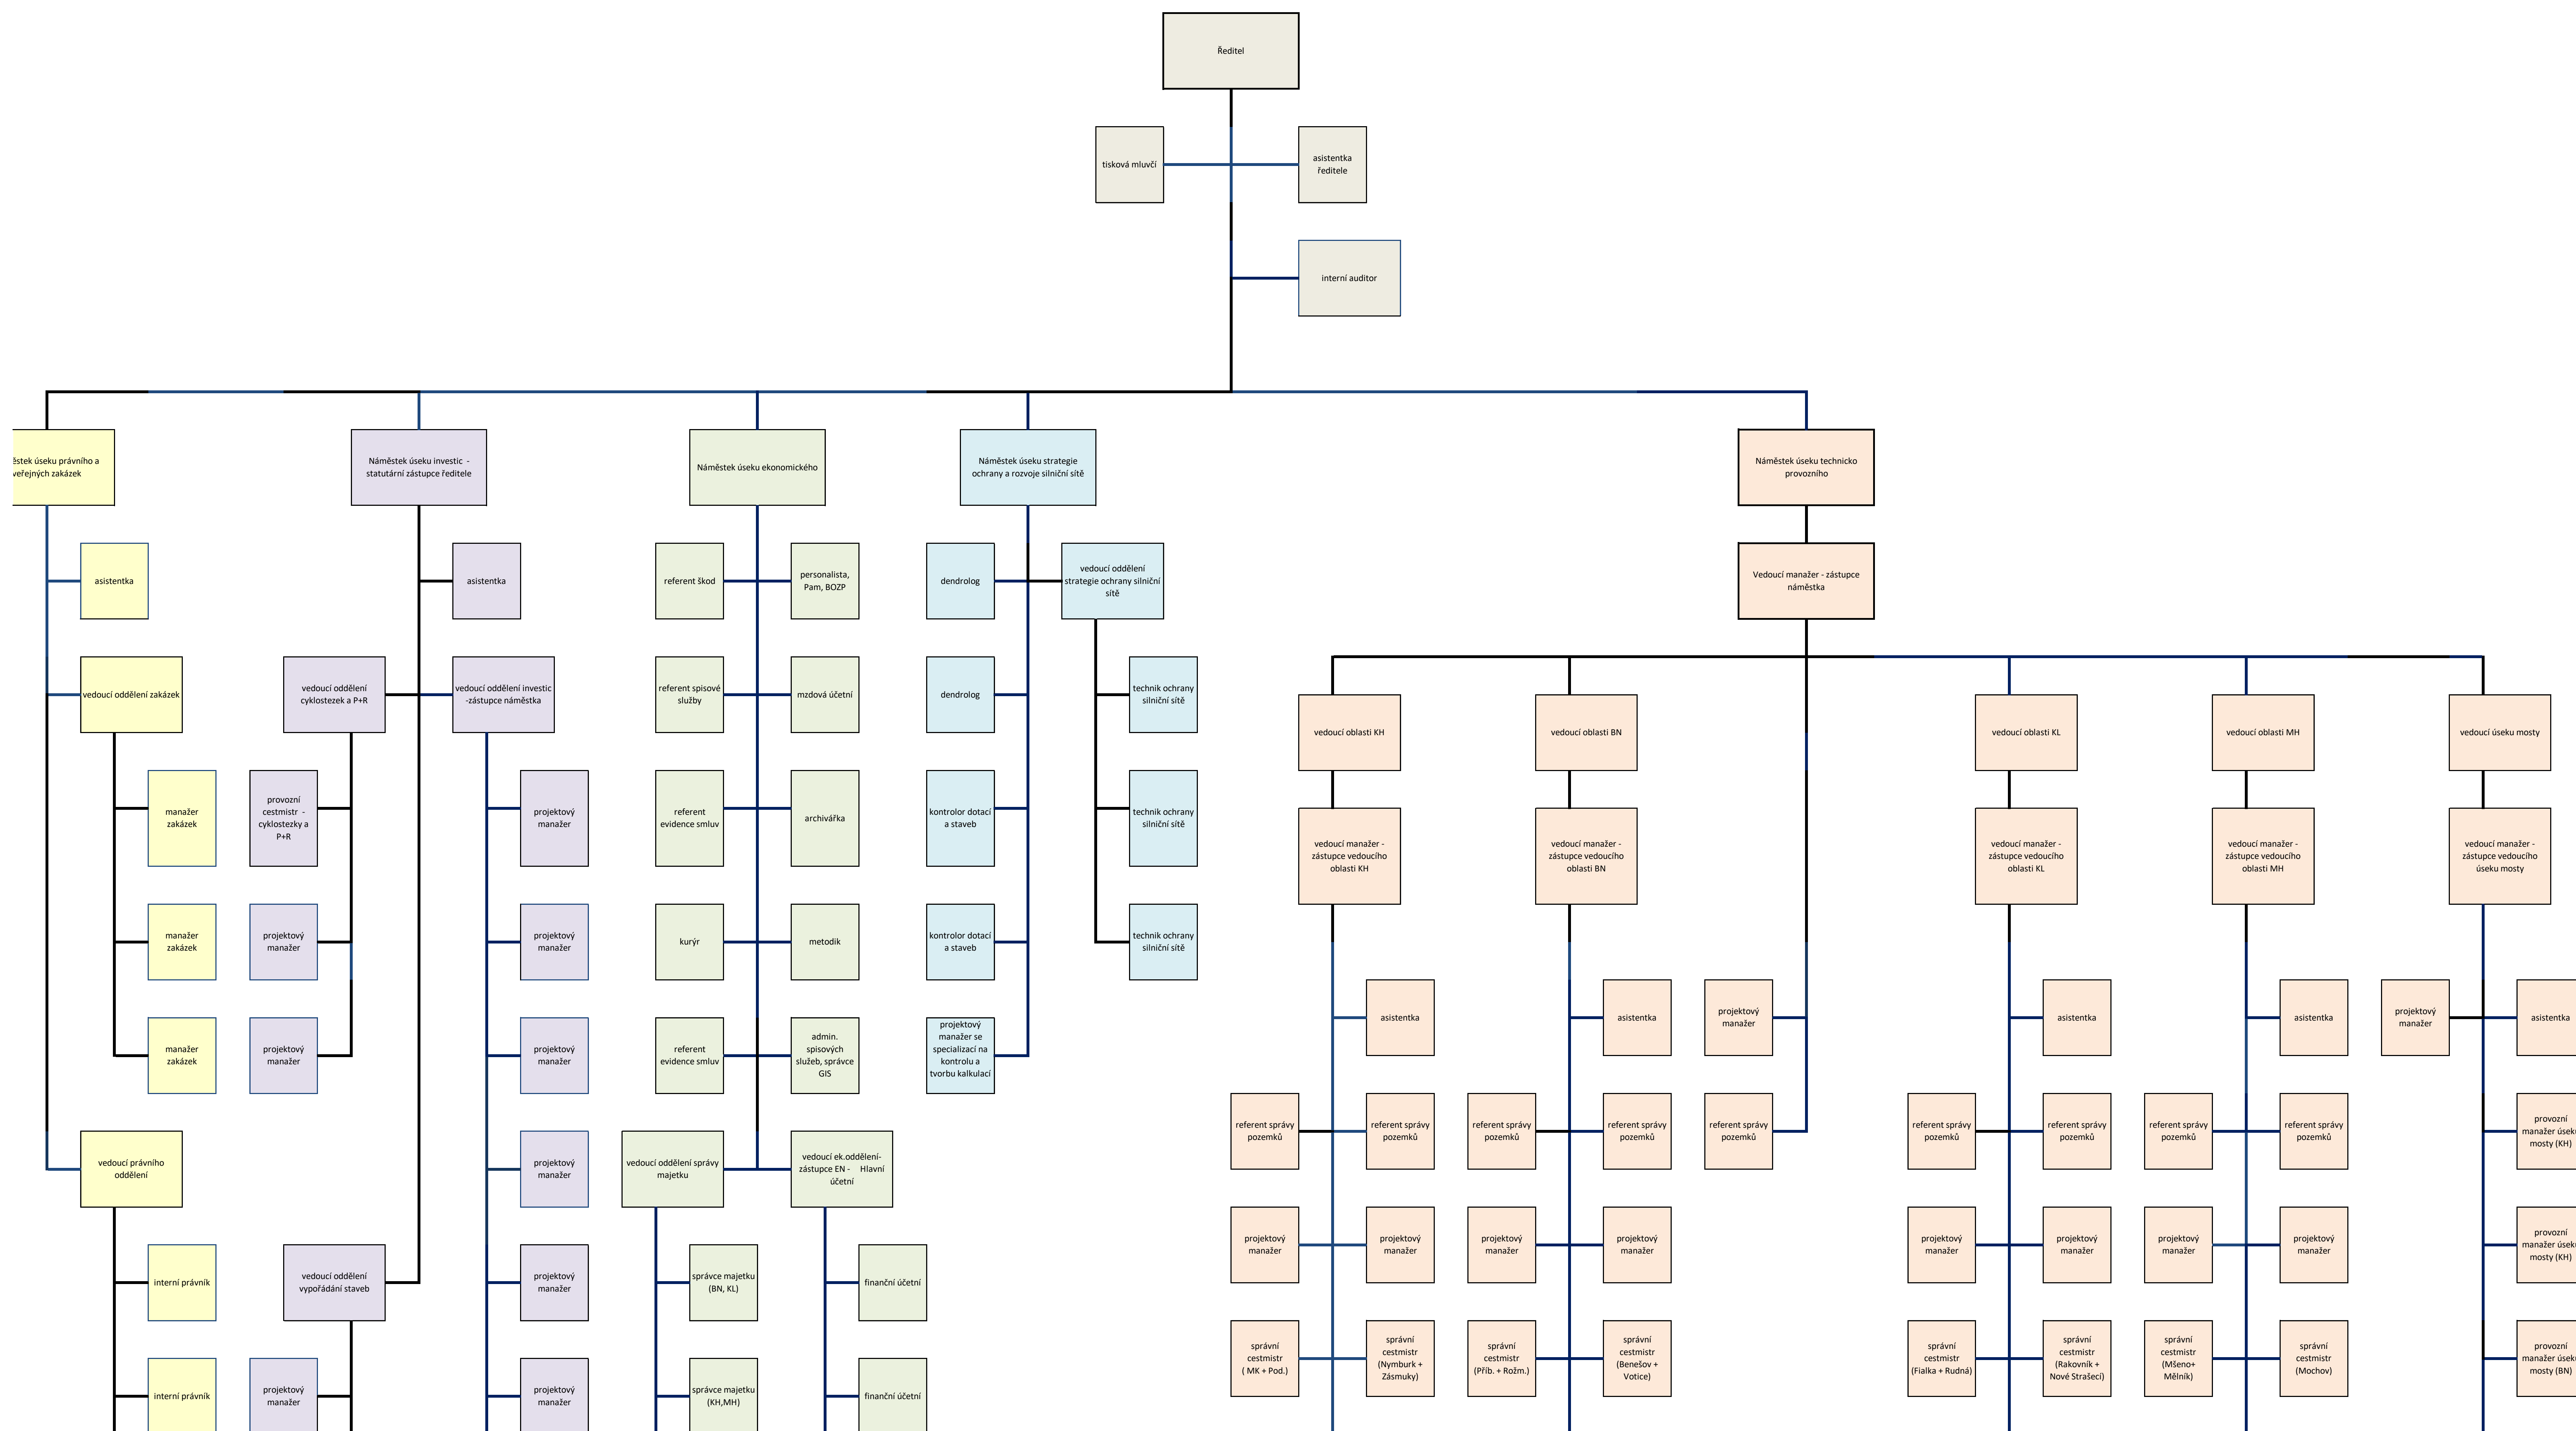 Ředitel
tisková mluvčí
asistentka
ředitele
interní auditor
úseku právního a
zakázek
Náměstek úseku investic -
statutární zástupce ředitele
Náměstek úseku ekonomického
Náměstek úseku strategie
ochrany a rozvoje silniční sítě
Náměstek úseku technicko
provozního
asistentka
asistentka
referent škod
personalista,
Pam, BOZP
dendrolog
vedoucí oddělení
strategie ochrany silniční
sítě
Vedoucí manažer - zástupce
náměstka
vedoucí oddělení zakázek
vedoucí oddělení
cyklostezek a P+R
vedoucí oddělení investic
-zástupce náměstka
referent spisové
služby
mzdová účetní
dendrolog
technik ochrany
silniční sítě
vedoucí oblasti KH
vedoucí oblasti BN
vedoucí oblasti KL
vedoucí oblasti MH
vedoucí úseku mosty
manažer
zakázek
provozní
cestmistr -
cyklostezky a
P+R
projektový
manažer
referent
evidence smluv
archivářka
kontrolor dotací
a staveb
technik ochrany
silniční sítě
vedoucí manažer -
zástupce vedoucího
oblasti KH
vedoucí manažer -
zástupce vedoucího
oblasti BN
vedoucí manažer -
zástupce vedoucího
oblasti KL
vedoucí manažer -
zástupce vedoucího
oblasti MH
vedoucí manažer -
zástupce vedoucího
úseku mosty
manažer
zakázek
projektový
manažer
projektový
manažer
kurýr
metodik
kontrolor dotací
a staveb
technik ochrany
silniční sítě
asistentka
asistentka
projektový
manažer
asistentka
asistentka
projektový
manažer
asistentka
manažer
zakázek
projektový
manažer
projektový
manažer
referent
evidence smluv
admin.
spisových
služeb, správce
GIS
projektový
manažer se
specializací na
kontrolu a
tvorbu kalkulací
referent správy
pozemků
referent správy
pozemků
referent správy
pozemků
referent správy
pozemků
referent správy
pozemků
referent správy
pozemků
referent správy
pozemků
referent správy
pozemků
referent správy
pozemků
provozní
manažer úseku
mosty (KH)
vedoucí právního
oddělení
projektový
manažer
vedoucí oddělení správy
majetku
vedoucí ek.oddělení-
zástupce EN - Hlavní
účetní
projektový
manažer
projektový
manažer
projektový
manažer
projektový
manažer
projektový
manažer
projektový
manažer
projektový
manažer
projektový
manažer
provozní
manažer úseku
mosty (KH)
interní právník
vedoucí oddělení
vypořádání staveb
projektový
manažer
správce majetku
(BN, KL)
finanční účetní
správní
cestmistr
( MK + Pod.)
správní
cestmistr
(Nymburk +
Zásmuky)
správní
cestmistr
(Příb. + Rožm.)
správní
cestmistr
(Benešov +
Votice)
správní
cestmistr
(Fialka + Rudná)
správní
cestmistr
(Rakovník +
Nové Strašecí)
správní
cestmistr
(Mšeno+
Mělník)
správní
cestmistr
(Mochov)
provozní
manažer úseku
mosty (BN)
interní právník
projektový
manažer
projektový
manažer
správce majetku
(KH,MH)
finanční účetní